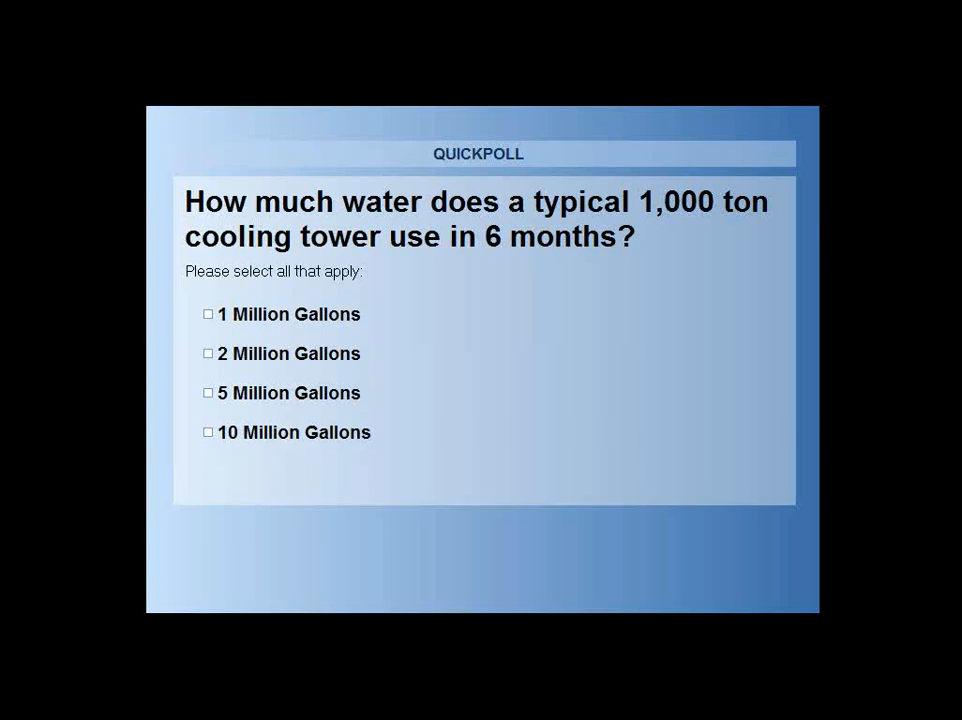 QUICKPOLL
How much water does a typical 1,000 ton
cooling tower use in 6 months?
Please select all that apply:
1 Million Gallons
2 Million Gallons
5 Million Gallons
10 Million Gallons